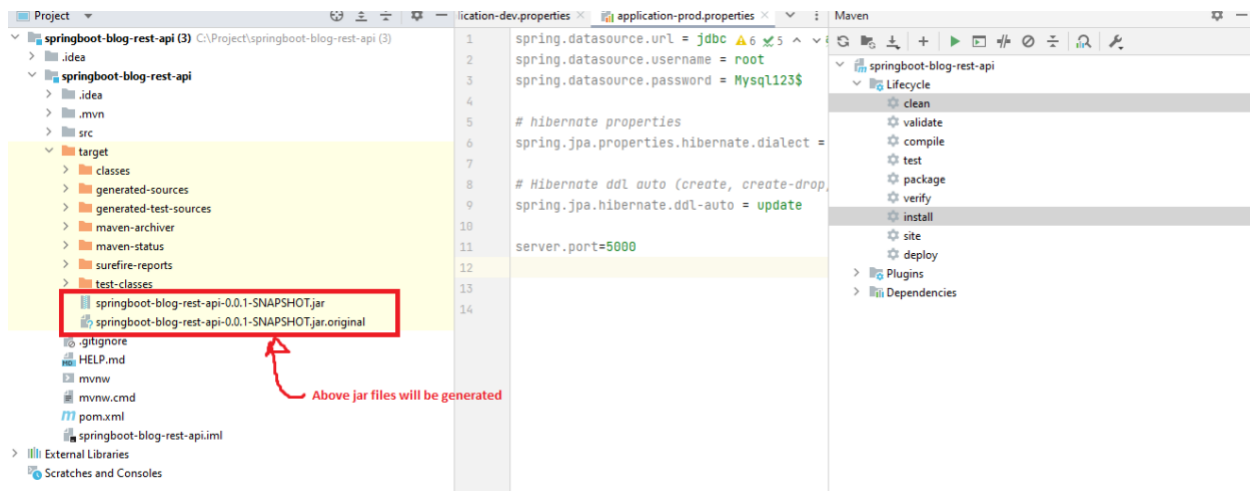 Project
springboot-blog-rest-api (3) C:\Project\springboot-blog-rest-api (3)
.idea
springboot-blog-rest-api
.idea
.mvn
src
target
classes
generated-sources
generated-test-sources
maven-archiver
maven-status
surefire-reports
test-classes
springboot-blog-rest-api-0.0.1-SNAPSHOT.jar
springboot-blog-rest-api-0.0.1-SNAPSHOT.jar.original
.gitignore
HELP.md
mvnw
mvnw.cmd
pom.xml
springboot-blog-rest-api.iml
External Libraries
Scratches and Consoles
Above jar files will be generated
lication-dev.properties
application-prod.properties
1 spring.datasource.url = jdbc 6 5
2 spring.datasource.username = root
3 spring.datasource.password = Mysql123$
4
5 # hibernate properties
6 spring.jpa.properties.hibernate.dialect =
7
8 # Hibernate ddl auto (create, create-drop,
9 spring.jpa.hibernate.ddl-auto = update
10
11 server.port=5000
12
13
14
Maven
springboot-blog-rest-api
Lifecycle
clean
validate
compile
test
package
verify
install
site
deploy
Plugins
Dependencies